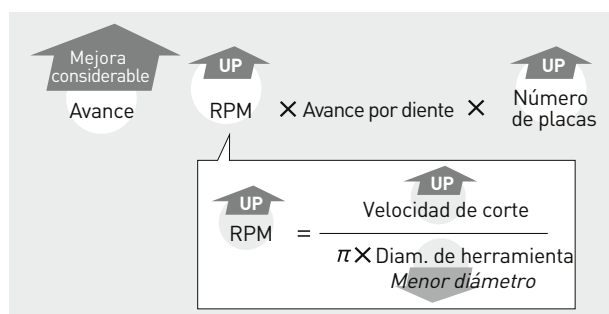 Mejora
considerable
Avance
UP
RPM
× Avance por diente ×
UP
Número
de placas
UP
RPM
=
UP
Velocidad de corte
π × Diam. de herramienta
Menor diámetro